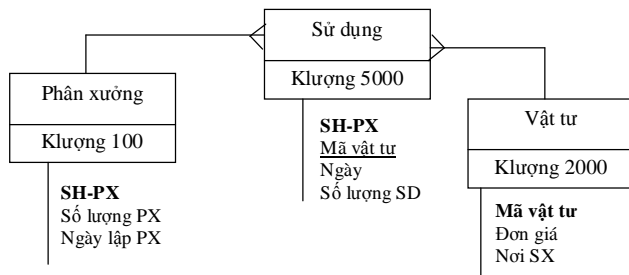 Sử dụng
Klượng 5000
SH-PX
Mã vật tư
Ngày
Số lượng SD
Phân xưởng
Klượng 100
SH-PX
Số lượng PX
Ngày lập PX
Vật tư
Klượng 2000
Mã vật tư
Đơn giá
Nơi SX